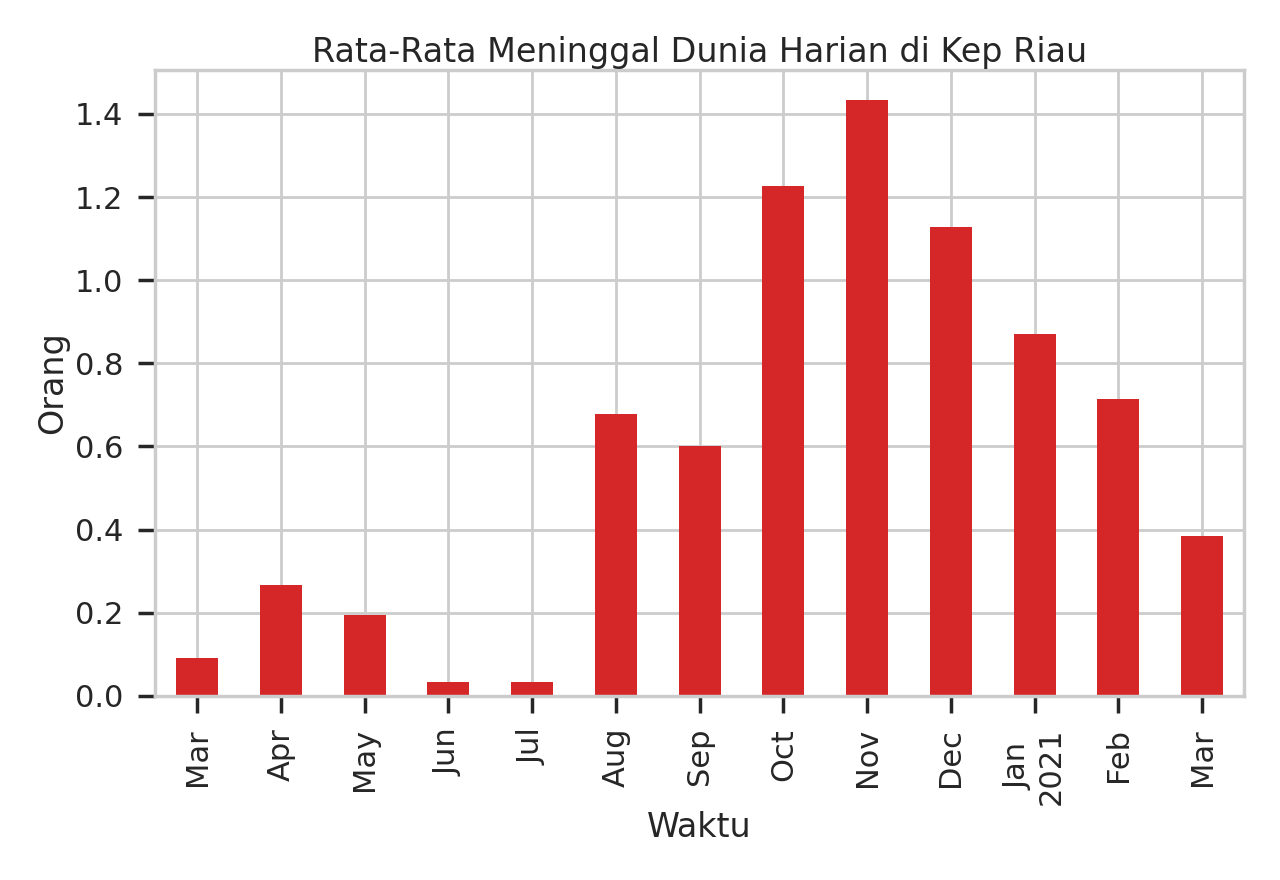 Rata-Rata Meninggal Dunia Harian di Kep Riau
Orang
1.4
1.2
1.0
0.8
0.6
0.4
0.2
0.0
Mar
Apr
May
Jun
Jul
Aug
Sep
Oct
Nov
Dec
Jan
2021
Feb
Mar
Waktu